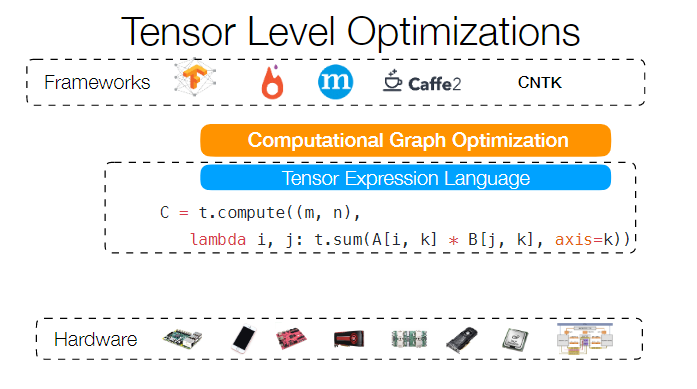 Tensor Level Optimizations
Frameworks
m
Caffe2
CNTK
Computational Graph Optimization
Tensor Expression Language
C = t.compute((m, n),
lambda i, j: t.sum(A[i, k] * B[j, k], axis=k))
Hardware